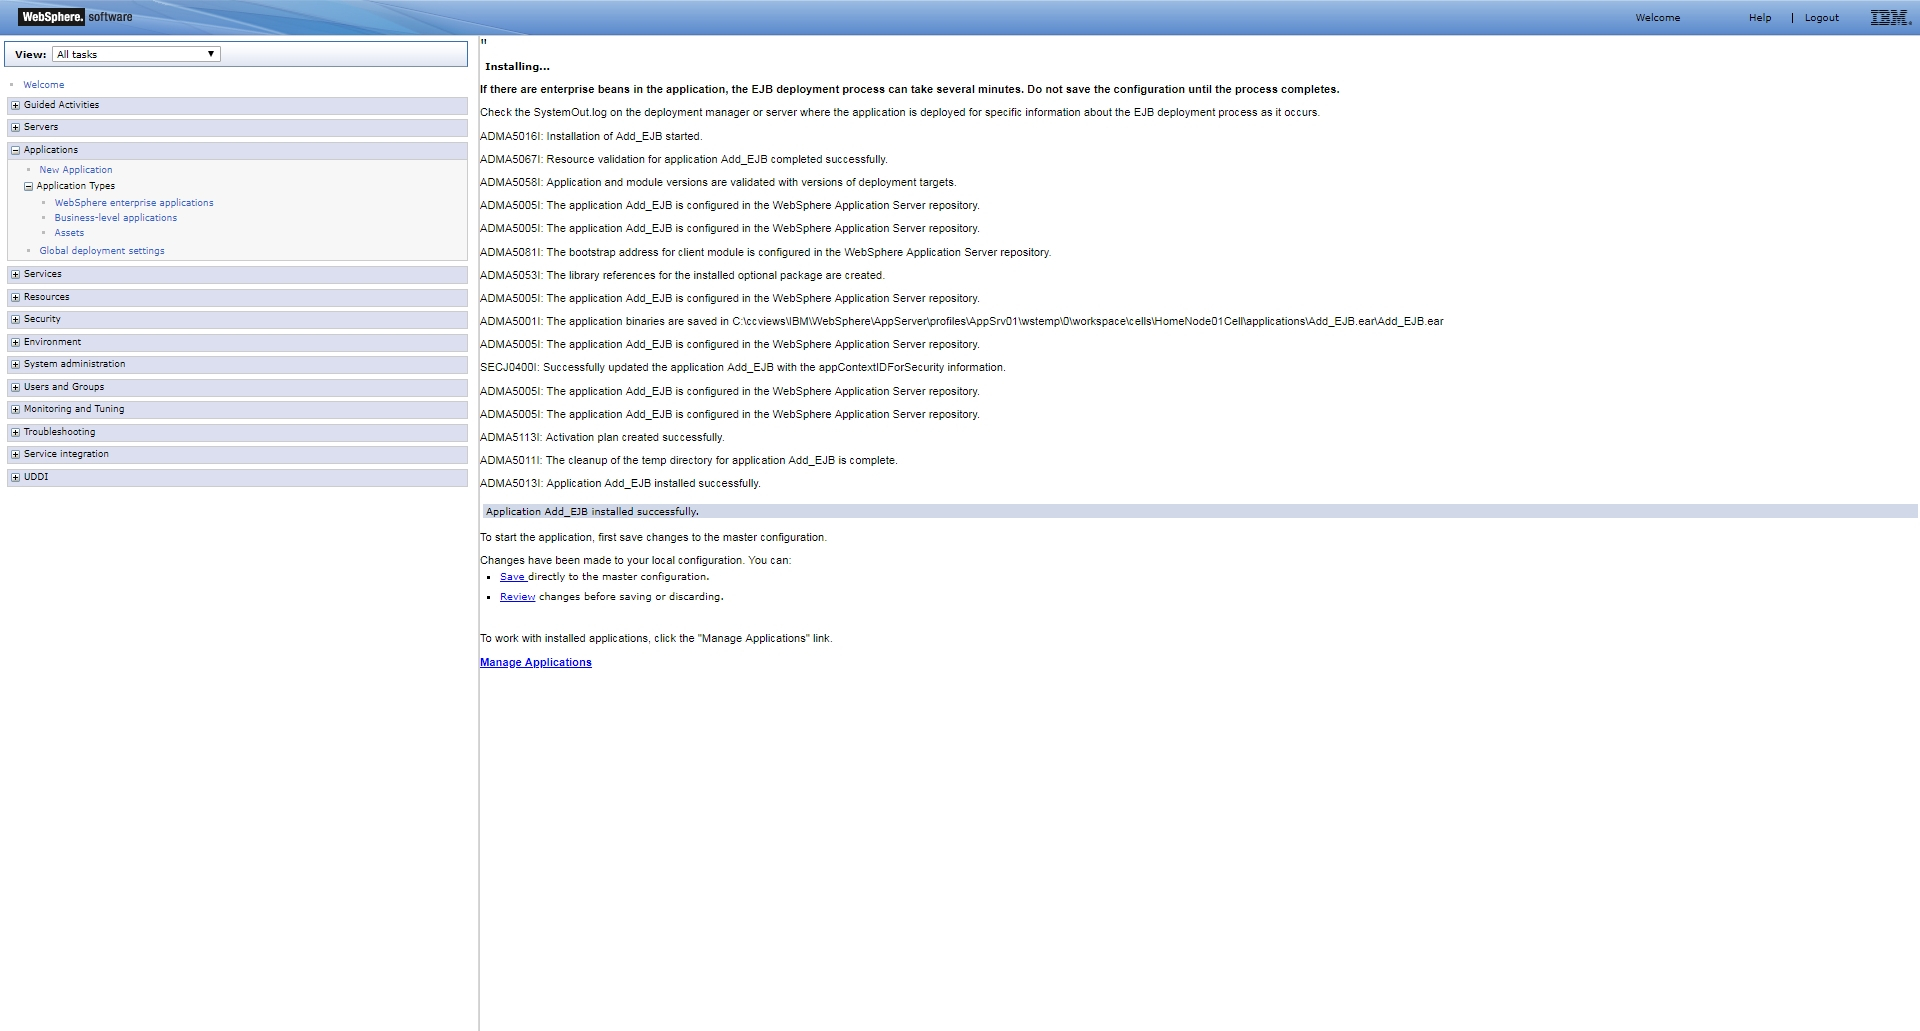 WebSphere. software
Welcome Help | Logout IBM.
View: All tasks
Welcome
Guided Activities
Servers
Applications
New Application
Application Types
WebSphere enterprise applications
Business-level applications
Assets
Global deployment settings
Services
Resources
Security
Environment
System administration
Users and Groups
Monitoring and Tuning
Troubleshooting
Service integration
UDDI
"
Installing...
If there are enterprise beans in the application, the EJB deployment process can take several minutes. Do not save the configuration until the process completes.
Check the SystemOut.log on the deployment manager or server where the application is deployed for specific information about the EJB deployment process as it occurs.
ADMA5016I: Installation of Add_EJB started.
ADMA5067I: Resource validation for application Add_EJB completed successfully.
ADMA5058I: Application and module versions are validated with versions of deployment targets.
ADMA5005I: The application Add_EJB is configured in the WebSphere Application Server repository.
ADMA5005I: The application Add_EJB is configured in the WebSphere Application Server repository.
ADMA5081I: The bootstrap address for client module is configured in the WebSphere Application Server repository.
ADMA5053I: The library references for the installed optional package are created.
ADMA5005I: The application Add_EJB is configured in the WebSphere Application Server repository.
ADMA5001I: The application binaries are saved in C:\ccviews\IBM\WebSphere\AppServer\profiles\AppSrv01\wstemp\0\workspace\cells\HomeNode01Cell\applications\Add_EJB.ear\Add_EJB.ear
ADMA5005I: The application Add_EJB is configured in the WebSphere Application Server repository.
SECJ0400I: Successfully updated the application Add_EJB with the appContextIDForSecurity information.
ADMA5005I: The application Add_EJB is configured in the WebSphere Application Server repository.
ADMA5005I: The application Add_EJB is configured in the WebSphere Application Server repository.
ADMA5113I: Activation plan created successfully.
ADMA5011I: The cleanup of the temp directory for application Add_EJB is complete.
ADMA5013I: Application Add_EJB installed successfully.
Application Add_EJB installed successfully.
To start the application, first save changes to the master configuration.
Changes have been made to your local configuration. You can:
Save directly to the master configuration.
Review changes before saving or discarding.
To work with installed applications, click the "Manage Applications" link.
Manage Applications